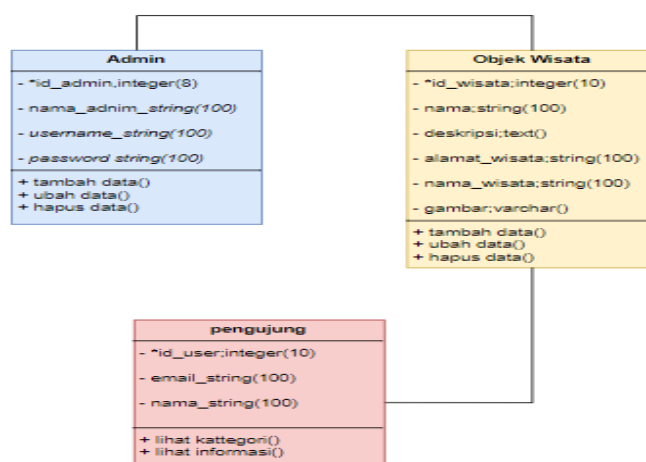 Admin
- *id_admin,integer(8)
- nama_adnim_string(100)
- username_string(100)
- password string(100)
+ tambah data()
+ ubah data()
+ hapus data()
Objek Wisata
- *id_wisata;integer(10)
- nama;string(100)
- deskripsi;text()
- alamat_wisata;string(100)
- nama_wisata;string(100)
- gambar;varchar()
+ tambah data()
+ ubah data()
+ hapus data()
pengujung
- *id_user;integer(10)
- email_string(100)
- nama_string(100)
+ lihat kattegori()
+ lihat informasi()